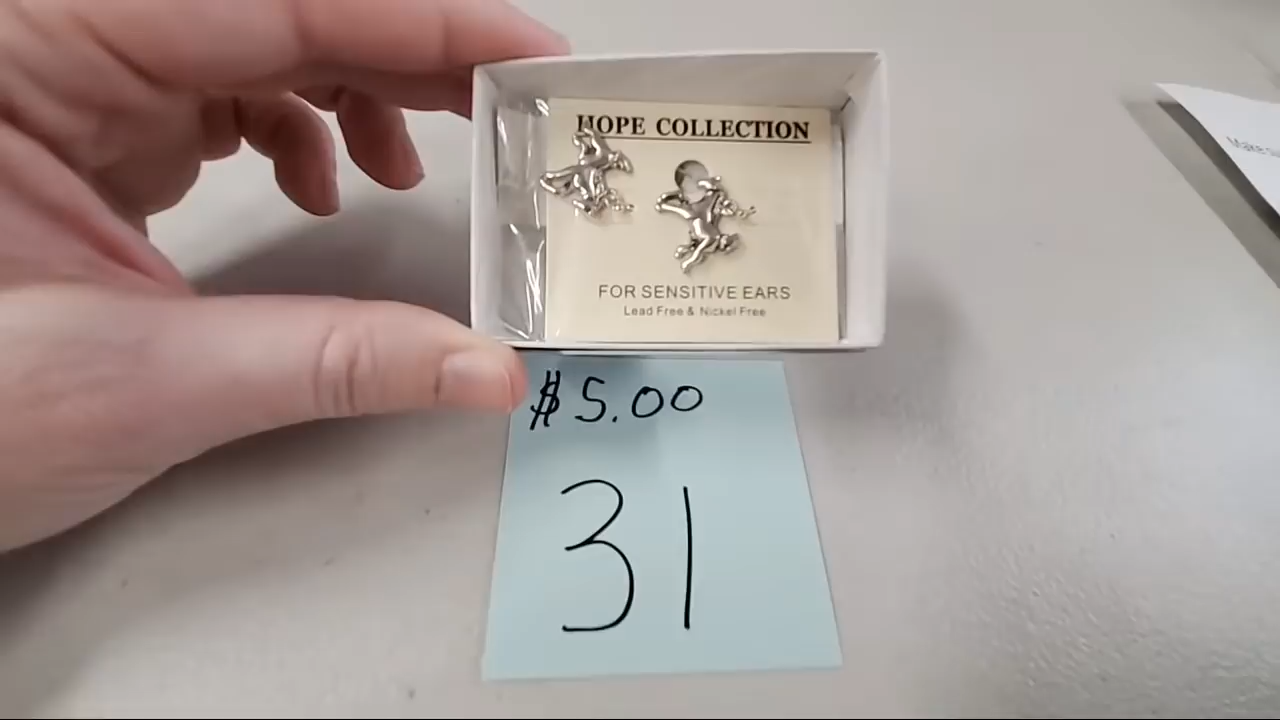 HOPE COLLECTION
FOR SENSITIVE EARS
Lead Free & Nickel Free
$5.00
31